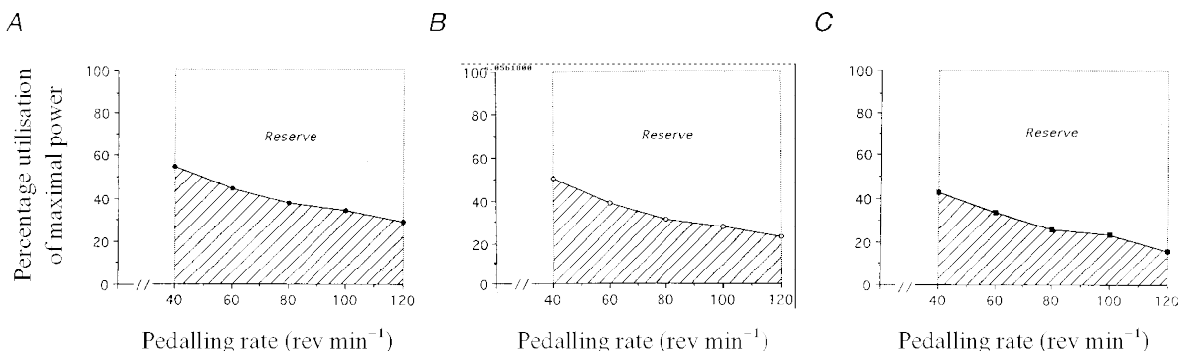 A
Percentage utilisation
of maximal power
100
80
60
40
20
0
Reserve
40 60 80 100 120
Pedalling rate (rev min⁻¹)
B
100
80
60
40
20
0
Reserve
40 60 80 100 120
Pedalling rate (rev min⁻¹)
C
100
80
60
40
20
0
Reserve
40 60 80 100 120
Pedalling rate (rev min⁻¹)